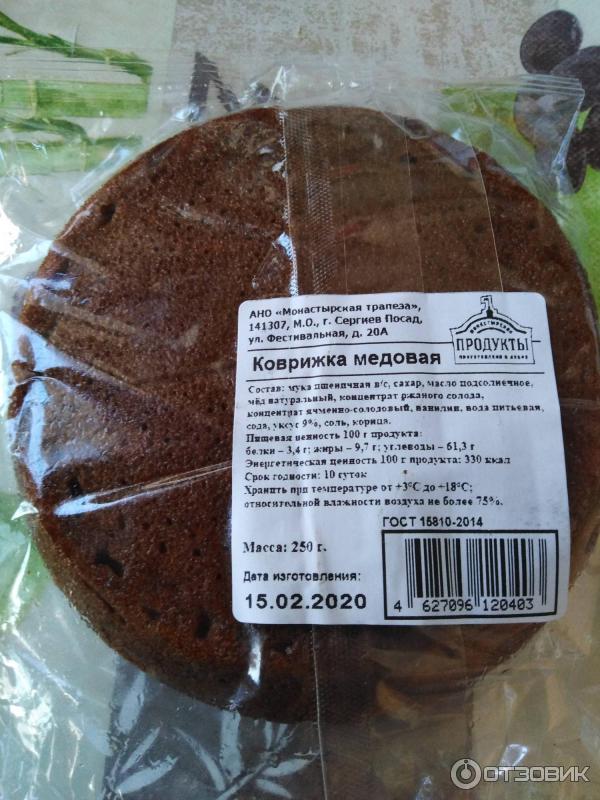 АНО «Монастырская трапеза»,
141307, М.О., г. Сергиев Посад,
ул. Фестивальная, д. 20А
МОНАСТЫРСКИЕ
ПРОДУКТЫ
Коврижка медовая
Состав: мука пшеничная в/с, сахар, масло подсолнечное,
мёд натуральный, концентрат ржаного солода,
концентрат ячменно-солодовый, ванилин, вода питьевая,
сода, уксус 9%, соль, корица.
Пищевая ценность 100 г продукта:
белки – 3,4 г; жиры – 9,7 г; углеводы – 61,3 г
Энергетическая ценность 100 г продукта: 330 ккал
Срок годности: 10 суток
Хранить при температуре от +3°С до +18°С;
относительной влажности воздуха не более 75%.
ГОСТ 15810-2014
Масса: 250 г.
Дата изготовления:
15.02.2020
4 627096 120403
ОТЗОВИК